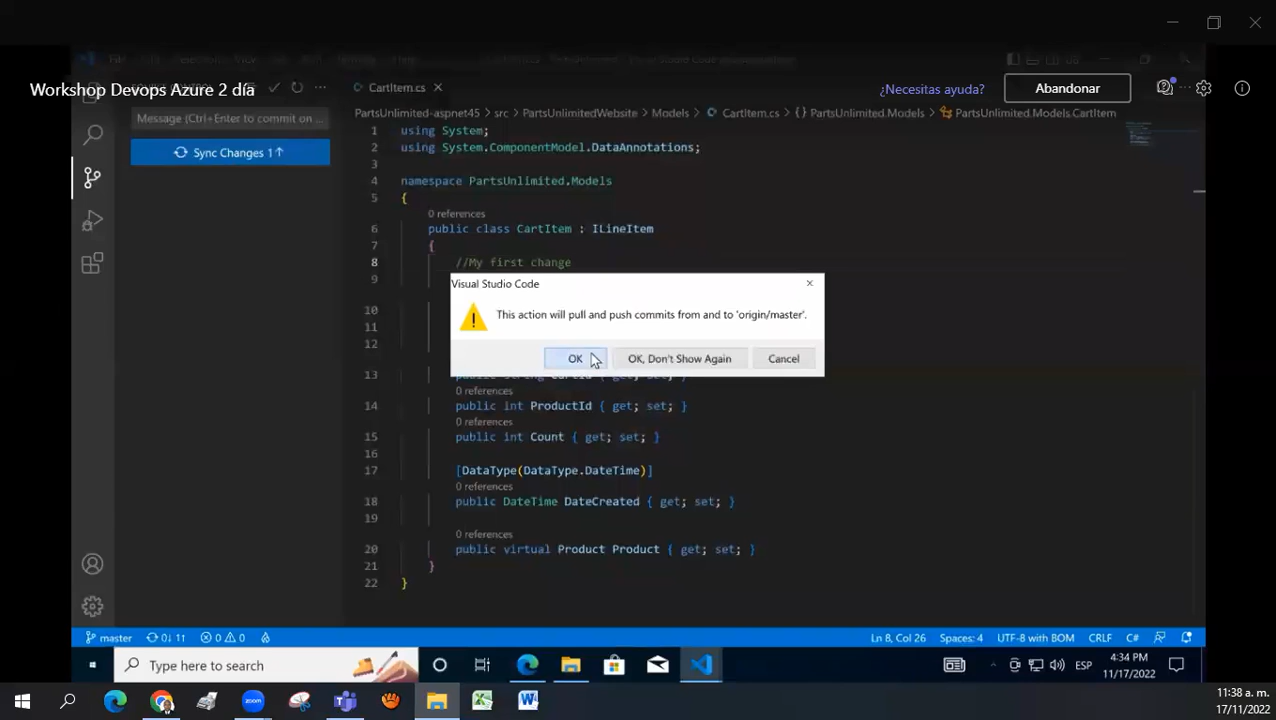 Workshop Devops Azure 2 día
¿Necesitas ayuda?
Abandonar
CartItem.cs
Message (Ctrl+Enter to commit on ...
Sync Changes 1↑
PartsUnlimited-aspnet45 > src > PartsUnlimitedWebsite > Models > CartItem.cs > {} PartsUnlimited.Models > PartsUnlimited.Models.CartItem
1 using System;
2 using System.ComponentModel.DataAnnotations;
3
4 namespace PartsUnlimited.Models
5 {
0 references
6 public class CartItem : ILineItem
7 {
8 //My first change
9
10
11
12
Visual Studio Code
This action will pull and push commits from and to 'origin/master'.
OK
OK, Don't Show Again
Cancel
13 public string CartId { get; set; }
0 references
14 public int ProductId { get; set; }
0 references
15 public int Count { get; set; }
16
17 [DataType(DataType.DateTime)]
0 references
18 public DateTime DateCreated { get; set; }
19
0 references
20 public virtual Product Product { get; set; }
21 }
22 }
master 0↓ 1↑ 0 0
Ln 8, Col 26 Spaces: 4 UTF-8 with BOM CRLF C#
Type here to search
ESP
4:34 PM
11/17/2022
11:38 a. m.
17/11/2022